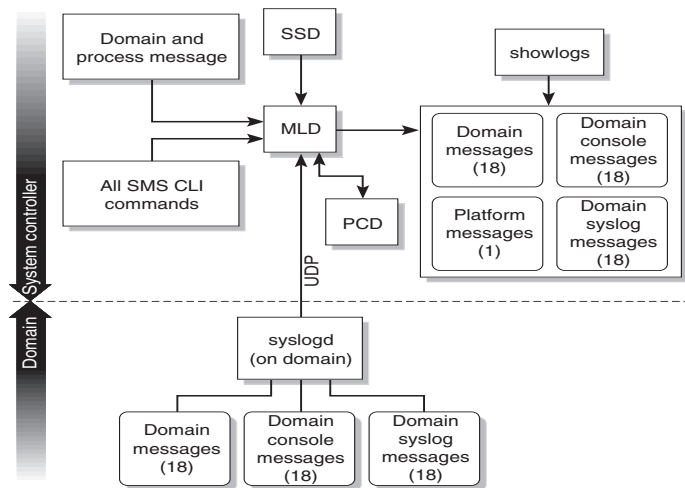 Domain and
process message
SSD
showlogs
MLD
All SMS CLI
commands
PCD
Domain
messages
(18)
Domain
console
messages
(18)
Platform
messages
(1)
Domain
syslog
messages
(18)
System controller
UDP
Domain
syslogd
(on domain)
Domain
messages
(18)
Domain
console
messages
(18)
Domain
syslog
messages
(18)